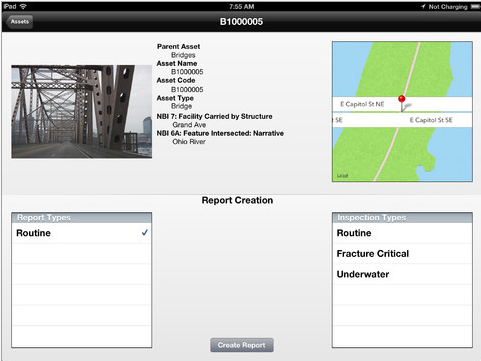 iPad
7:55 AM
Not Charging
Assets
B1000005
Parent Asset
Bridges
Asset Name
B1000005
Asset Code
B1000005
Asset Type
Bridge
NBI 7: Facility Carried by Structure
Grand Ave
NBI 6A: Feature Intersected: Narrative
Ohio River
E Capitol St NE
t SE
E Capitol St SE
Legal
Report Creation
Report Types
Routine
Inspection Types
Routine
Fracture Critical
Underwater
Create Report